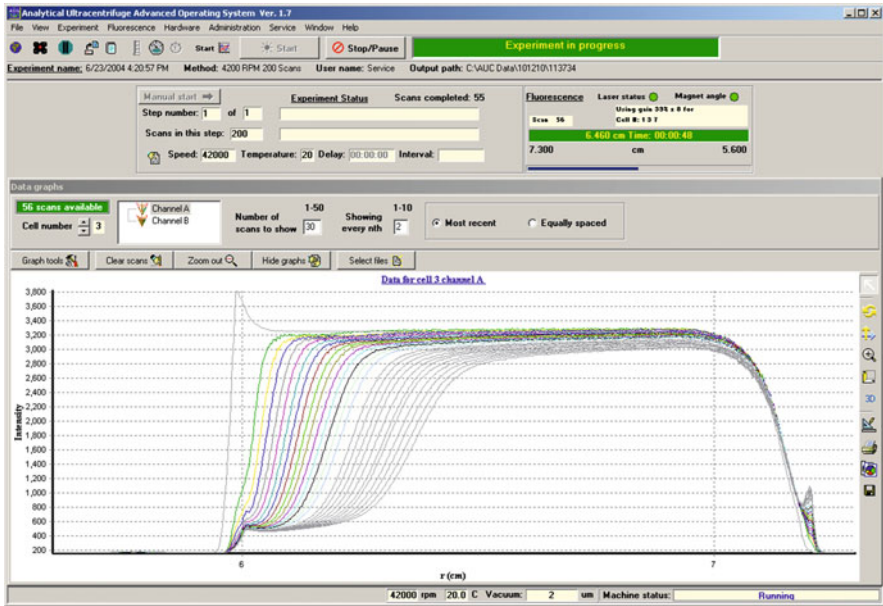 Analytical Ultracentrifuge Advanced Operating System Ver. 1.7
File View Experiment Fluorescence Hardware Administration Service Window Help
Start Start Stop/Pause Experiment in progress
Experiment name: 6/23/2004 4:20:57 PM Method: 4200 RPM 200 Scans User name: Service Output path: C:\AUC Data\101210\113734
Manual start Experiment Status Scans completed: 55
Step number: 1 of 1
Scans in this step: 200
Speed: 42000 Temperature: 20 Delay: 00:00:00 Interval:
Fluorescence Laser status Magnet angle
Using gain 33% x 8 for
Scan 56 Cell #: 1 3 7
6.460 cm Time: 00:00:48
7.300 cm 5.600
Data graphs
56 scans available
Cell number 3
Channel A
Channel B
1-50 1-10
Number of scans to show 30 Showing every nth 2
Most recent Equally spaced
Graph tools Clear scans Zoom out Hide graphs Select files
Data for cell 3 channel A
3,800
3,600
3,400
3,200
3,000
2,800
2,600
2,400
2,200
2,000
1,800
1,600
1,400
1,200
1,000
800
600
400
200
Intensity
3D
6 7
r (cm)
42000 rpm 20.0 C Vacuum: 2 um Machine status: Running